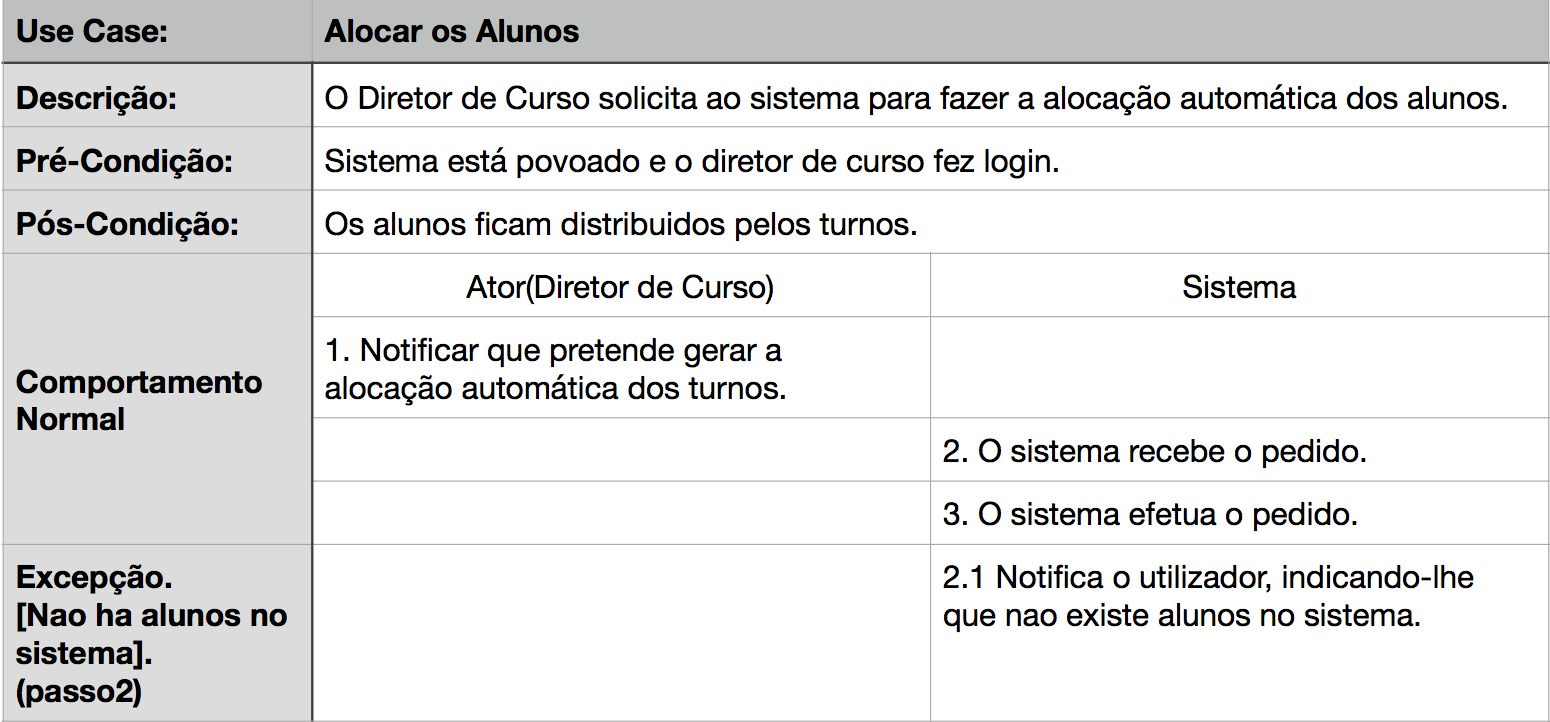 Use Case:
Alocar os Alunos
Descrição:
O Diretor de Curso solicita ao sistema para fazer a alocação automática dos alunos.
Pré-Condição:
Sistema está povoado e o diretor de curso fez login.
Pós-Condição:
Os alunos ficam distribuidos pelos turnos.
Comportamento
Normal
Ator(Diretor de Curso)
Sistema
1. Notificar que pretende gerar a
alocação automática dos turnos.
2. O sistema recebe o pedido.
3. O sistema efetua o pedido.
Excepção.
[Nao ha alunos no
sistema].
(passo2)
2.1 Notifica o utilizador, indicando-lhe
que nao existe alunos no sistema.